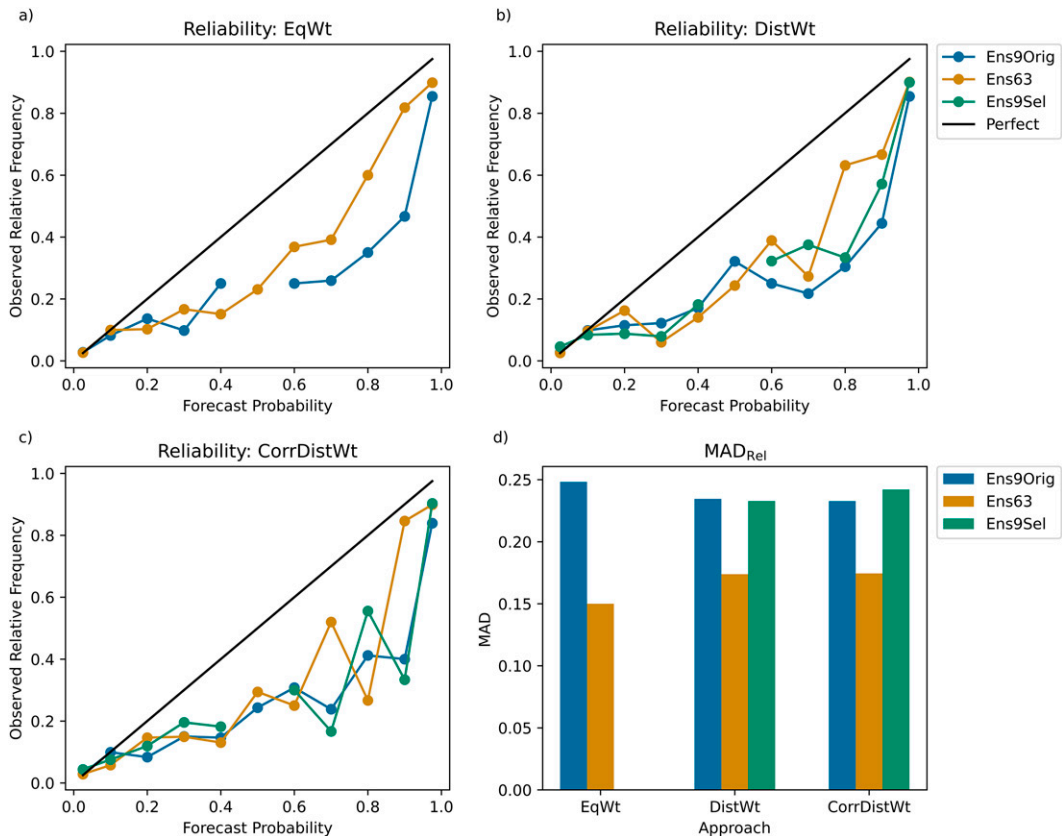 a)
Reliability: EqWt
1.0
0.8
0.6
0.4
0.2
0.0
Observed Relative Frequency
0.0 0.2 0.4 0.6 0.8 1.0
Forecast Probability
b)
Reliability: DistWt
1.0
0.8
0.6
0.4
0.2
0.0
Observed Relative Frequency
0.0 0.2 0.4 0.6 0.8 1.0
Forecast Probability
Ens9Orig
Ens63
Ens9Sel
Perfect
c)
Reliability: CorrDistWt
1.0
0.8
0.6
0.4
0.2
0.0
Observed Relative Frequency
0.0 0.2 0.4 0.6 0.8 1.0
Forecast Probability
d)
MAD_Rel
0.25
0.20
0.15
0.10
0.05
0.00
MAD
EqWt DistWt CorrDistWt
Approach
Ens9Orig
Ens63
Ens9Sel